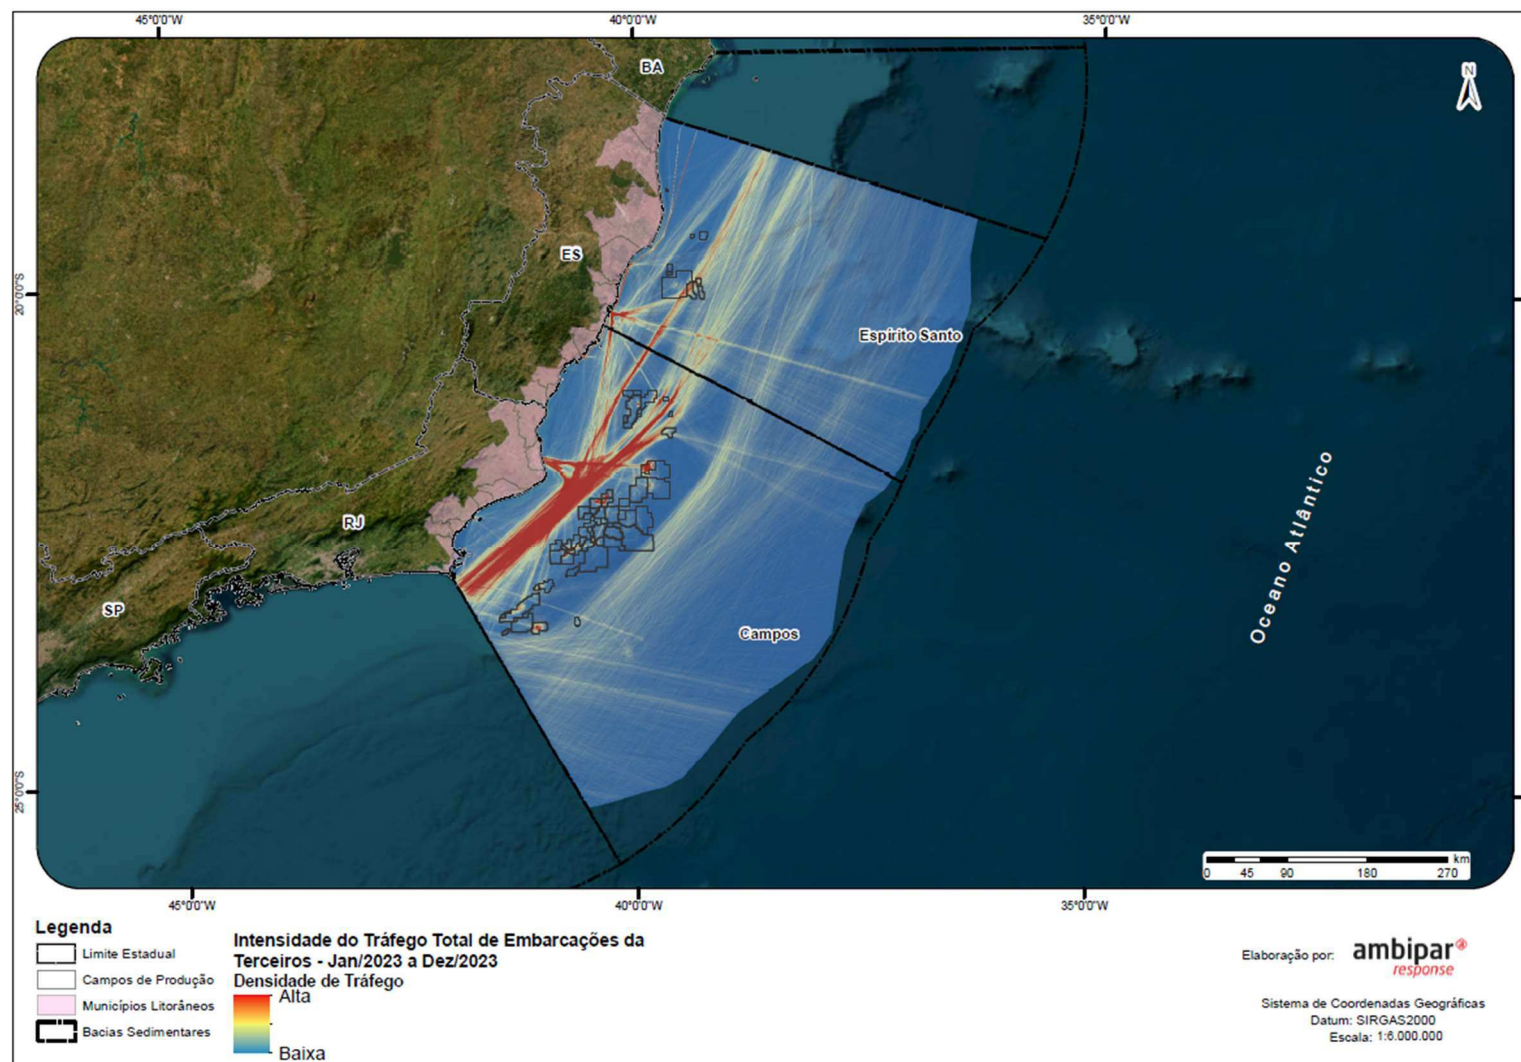 45°0'0"W
40°0'0"W
35°0'0"W
BA
N
ES
20°0'0"S
Espírito Santo
RJ
Oceano Atlântico
SP
Campos
25°0'0"S
km
0 45 90 180 270
45°0'0"W
40°0'0"W
35°0'0"W
Legenda
Limite Estadual
Campos de Produção
Municípios Litorâneos
Bacias Sedimentares
Intensidade do Tráfego Total de Embarcações da
Terceiros - Jan/2023 a Dez/2023
Densidade de Tráfego
Alta
Baixa
Elaboração por:
ambipar
response
Sistema de Coordenadas Geográficas
Datum: SIRGAS2000
Escala: 1:6.000.000